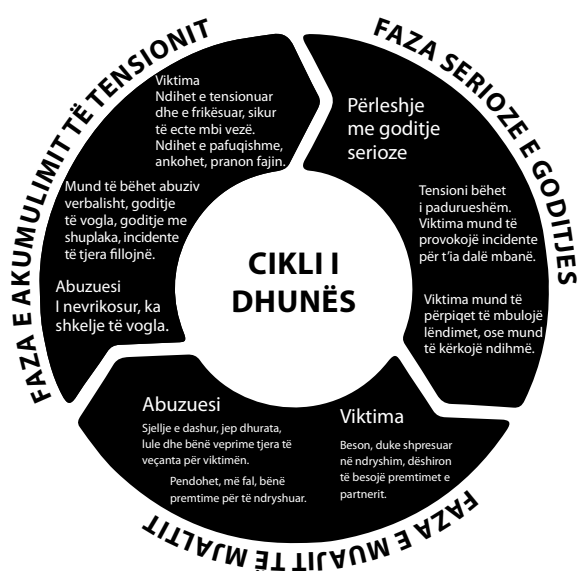 FAZA E AKUMULIMIT TË TENSIONIT
Viktima
Ndihet e tensionuar
dhe e frikësuar, sikur
të ecte mbi vezë.
Ndihet e pafuqishme,
ankohet, pranon fajin.
Mund të bëhet abuziv
verbalisht, goditje
të vogla, goditje me
shuplaka, incidente
të tjera fillojnë.
Abuzuesi
I nevrikosur, ka
shkelje të vogla.
FAZA SERIOZE E GODITJES
Përleshje
me goditje
serioze
Tensioni bëhet
i padurueshëm.
Viktima mund të
provokojë incidente
për t’ia dalë mbanë.
Viktima mund të
përpiqet të mbulojë
lëndimet, ose mund
të kërkojë ndihmë.
CIKLI I
DHUNËS
Abuzuesi
Sjellje e dashur, jep dhurata,
lule dhe bënë veprime tjera të
veçanta për viktimën.
Pendohet, më fal, bënë
premtime për të ndryshuar.
Viktima
Beson, duke shpresuar
në ndryshim, dëshiron
të besojë premtimet e
partnerit.
FAZA E MUAJIT TË MJALTIT